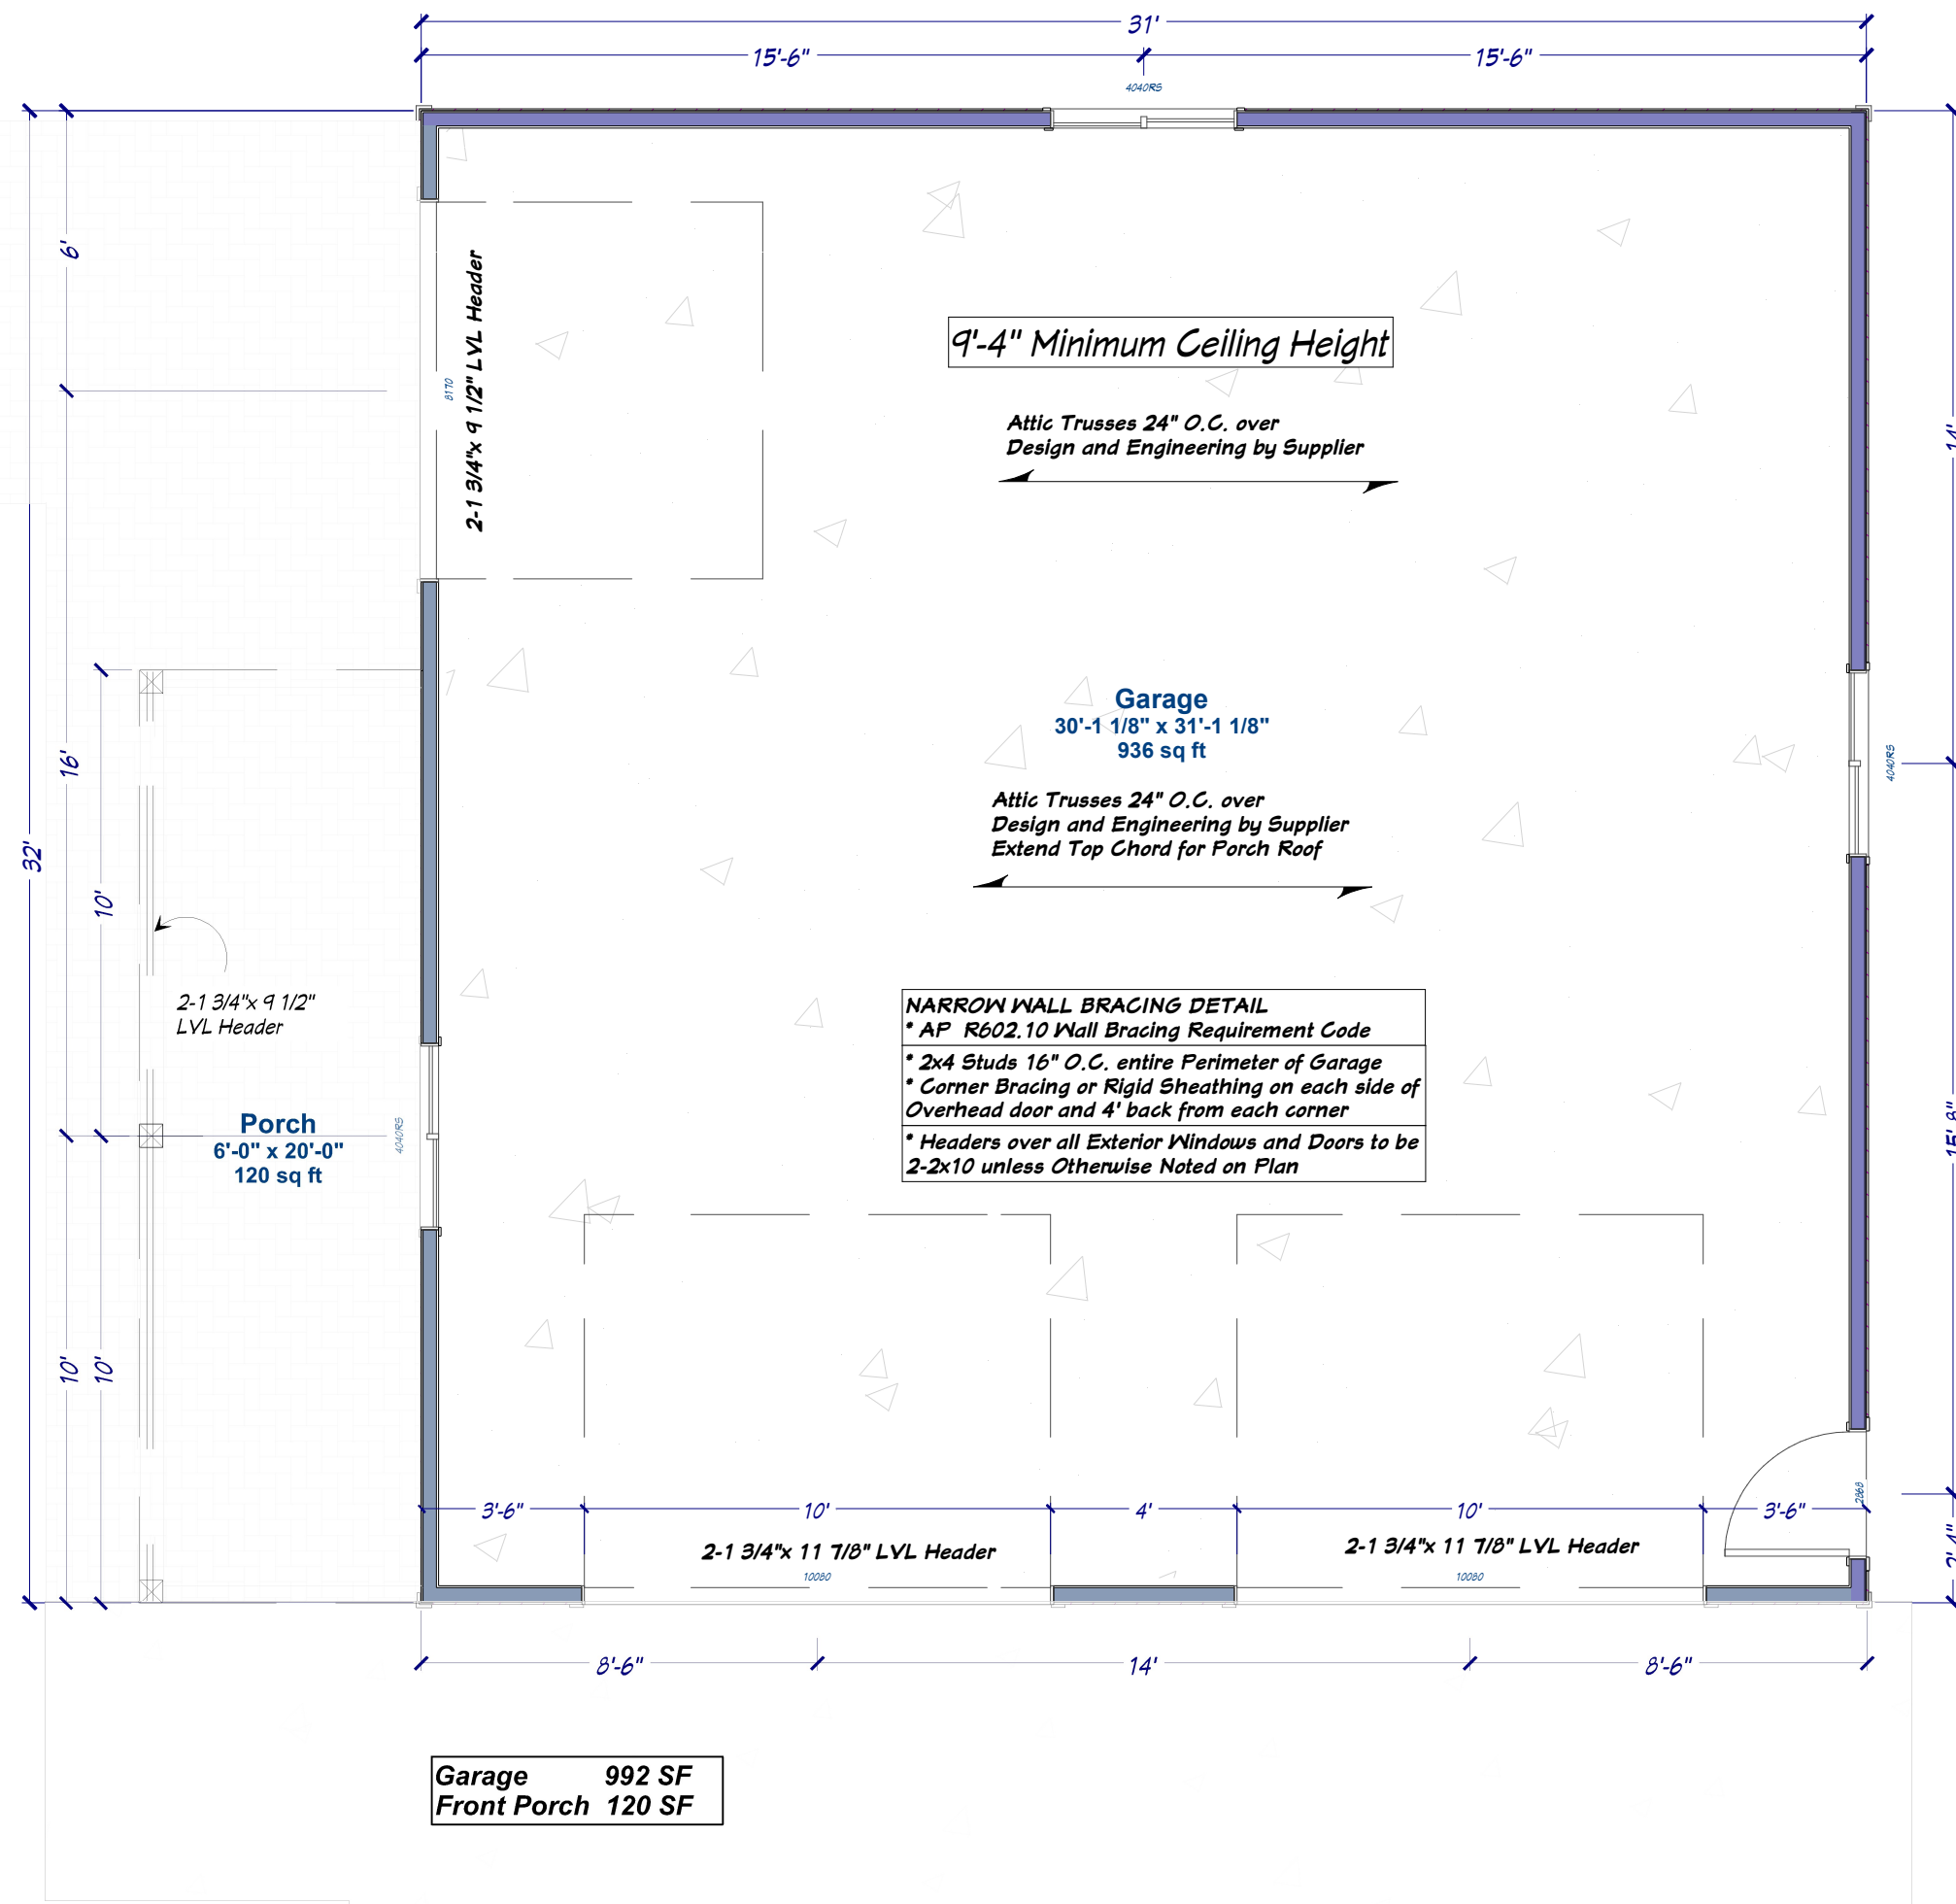 31'
15'-6"
15'-6"
4040RS
6'
2-1 3/4"x 9 1/2" LVL Header
8170
9'-4" Minimum Ceiling Height
Attic Trusses 24" O.C. over
Design and Engineering by Supplier
14'
Garage
30'-1 1/8" x 31'-1 1/8"
936 sq ft
16'
4040RS
32'
10'
Attic Trusses 24" O.C. over
Design and Engineering by Supplier
Extend Top Chord for Porch Roof
2-1 3/4"x 9 1/2"
LVL Header
NARROW WALL BRACING DETAIL
* AP R602.10 Wall Bracing Requirement Code
* 2x4 Studs 16" O.C. entire Perimeter of Garage
* Corner Bracing or Rigid Sheathing on each side of
Overhead door and 4' back from each corner
* Headers over all Exterior Windows and Doors to be
2-2x10 unless Otherwise Noted on Plan
Porch
6'-0" x 20'-0"
120 sq ft
4040RS
15'-8"
10'
10'
3'-6"
10'
4'
10'
3'-6"
2868
2-1 3/4"x 11 7/8" LVL Header
2-1 3/4"x 11 7/8" LVL Header
2'-4"
10080
10080
8'-6"
14'
8'-6"
Garage 992 SF
Front Porch 120 SF